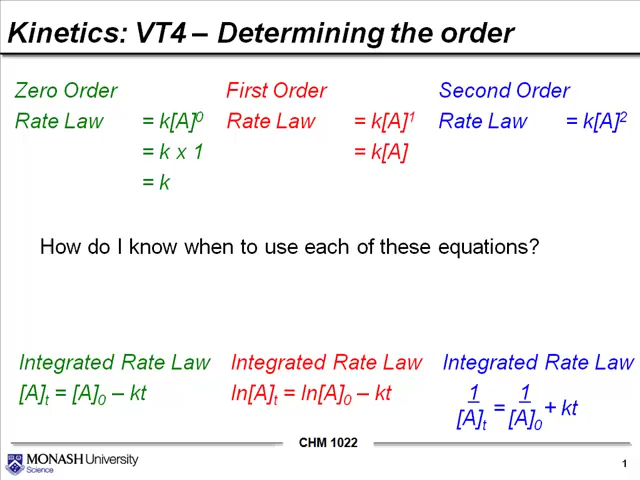 Kinetics: VT4 – Determining the order
Zero Order
Rate Law = k[A]⁰
= k x 1
= k
First Order
Rate Law = k[A]¹
= k[A]
Second Order
Rate Law = k[A]²
How do I know when to use each of these equations?
Integrated Rate Law
[A]ₜ = [A]₀ – kt
Integrated Rate Law
ln[A]ₜ = ln[A]₀ – kt
Integrated Rate Law
1/[A]ₜ = 1/[A]₀ + kt
CHM 1022
MONASH University
Science
1